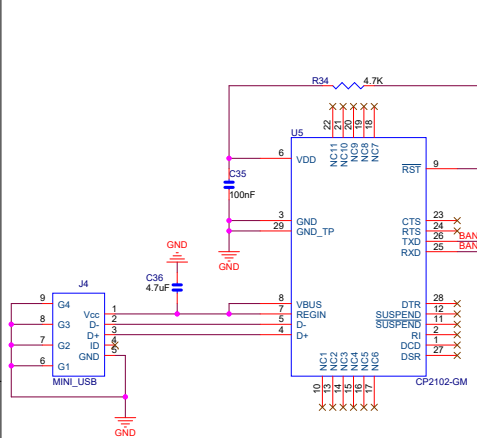 R34 4.7K
22
21
20
19
18
U5
NC11
NC10
NC9
NC8
NC7
6 VDD
RST 9
C35
100nF
3 GND
29 GND_TP
CTS 23
RTS 24
TXD 26 BAN
RXD 25 BAN
GND
GND
C36
4.7uF
J4
9 G4
8 G3
7 G2
6 G1
Vcc 1
D- 2
D+ 3
ID 4
GND 5
MINI_USB
8 VBUS
7 REGIN
5 D-
4 D+
DTR 28
SUSPEND 12
SUSPEND 11
RI 2
DCD 1
DSR 27
NC1
NC2
NC3
NC4
NC5
NC6
10
13
14
15
16
17
CP2102-GM
GND